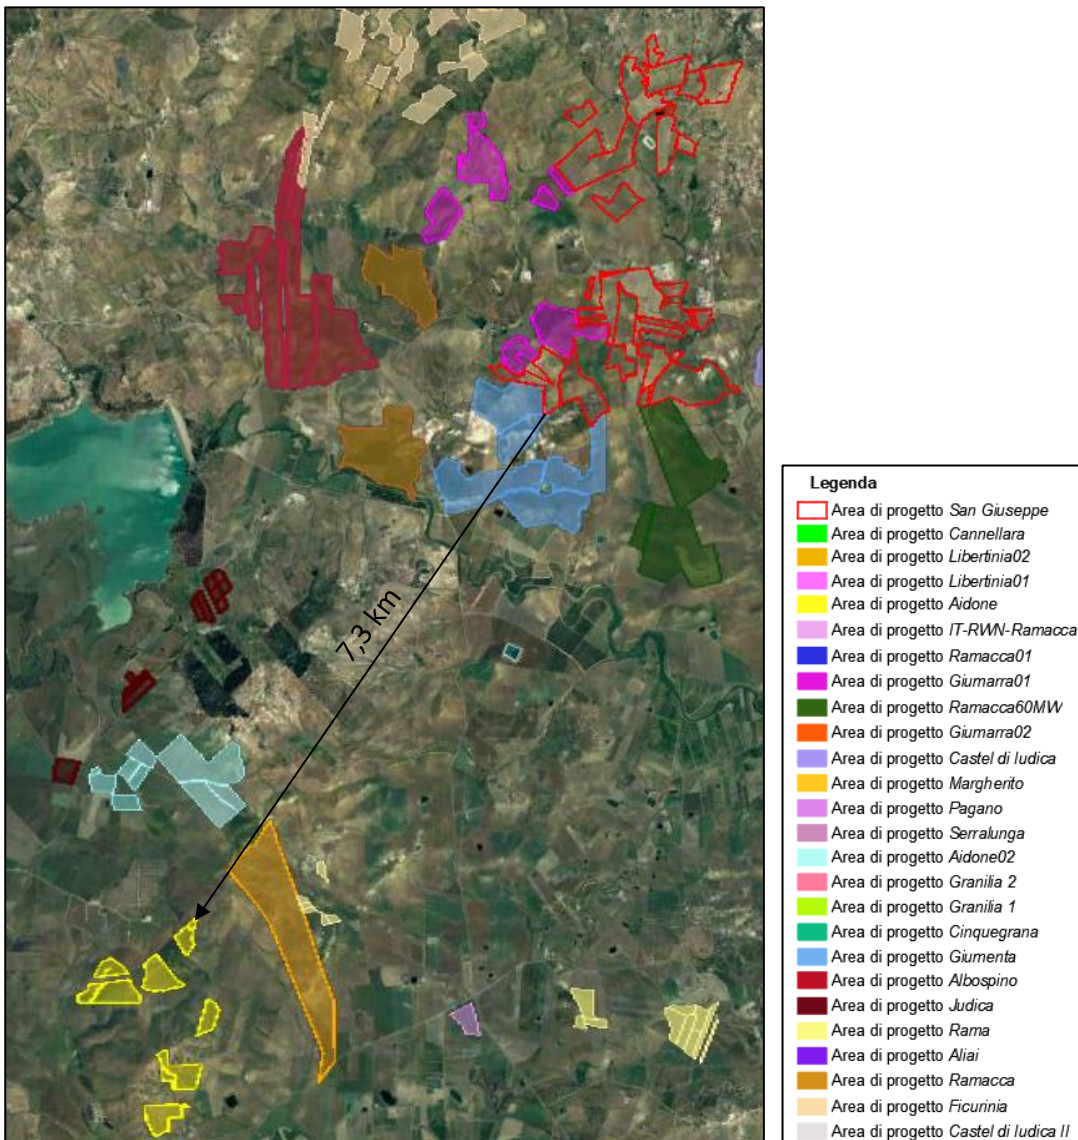 7,3 km
Legenda
Area di progetto San Giuseppe
Area di progetto Cannellara
Area di progetto Libertinia02
Area di progetto Libertinia01
Area di progetto Aidone
Area di progetto IT-RWN-Ramacca
Area di progetto Ramacca01
Area di progetto Giumarra01
Area di progetto Ramacca60MW
Area di progetto Giumarra02
Area di progetto Castel di Iudica
Area di progetto Margherito
Area di progetto Pagano
Area di progetto Serralunga
Area di progetto Aidone02
Area di progetto Granilia 2
Area di progetto Granilia 1
Area di progetto Cinquegrana
Area di progetto Giumenta
Area di progetto Albospino
Area di progetto Judica
Area di progetto Rama
Area di progetto Aliai
Area di progetto Ramacca
Area di progetto Ficurinia
Area di progetto Castel di Iudica II